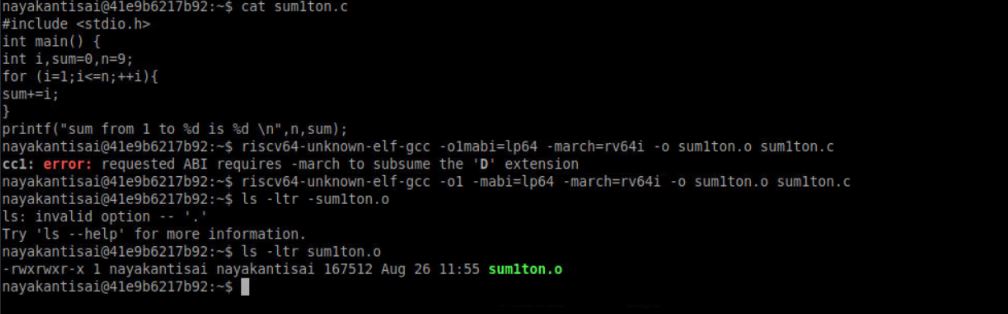 nayakantisai@41e9b6217b92:~$ cat sum1ton.c
#include <stdio.h>
int main() {
int i,sum=0,n=9;
for (i=1;i<=n;++i){
sum+=i;
}
printf("sum from 1 to %d is %d \n",n,sum);
nayakantisai@41e9b6217b92:~$ riscv64-unknown-elf-gcc -o1mabi=lp64 -march=rv64i -o sum1ton.o sum1ton.c
cc1: error: requested ABI requires -march to subsume the 'D' extension
nayakantisai@41e9b6217b92:~$ riscv64-unknown-elf-gcc -o1 -mabi=lp64 -march=rv64i -o sum1ton.o sum1ton.c
nayakantisai@41e9b6217b92:~$ ls -ltr -sum1ton.o
ls: invalid option -- '.'
Try 'ls --help' for more information.
nayakantisai@41e9b6217b92:~$ ls -ltr sum1ton.o
-rwxrwxr-x 1 nayakantisai nayakantisai 167512 Aug 26 11:55 sum1ton.o
nayakantisai@41e9b6217b92:~$